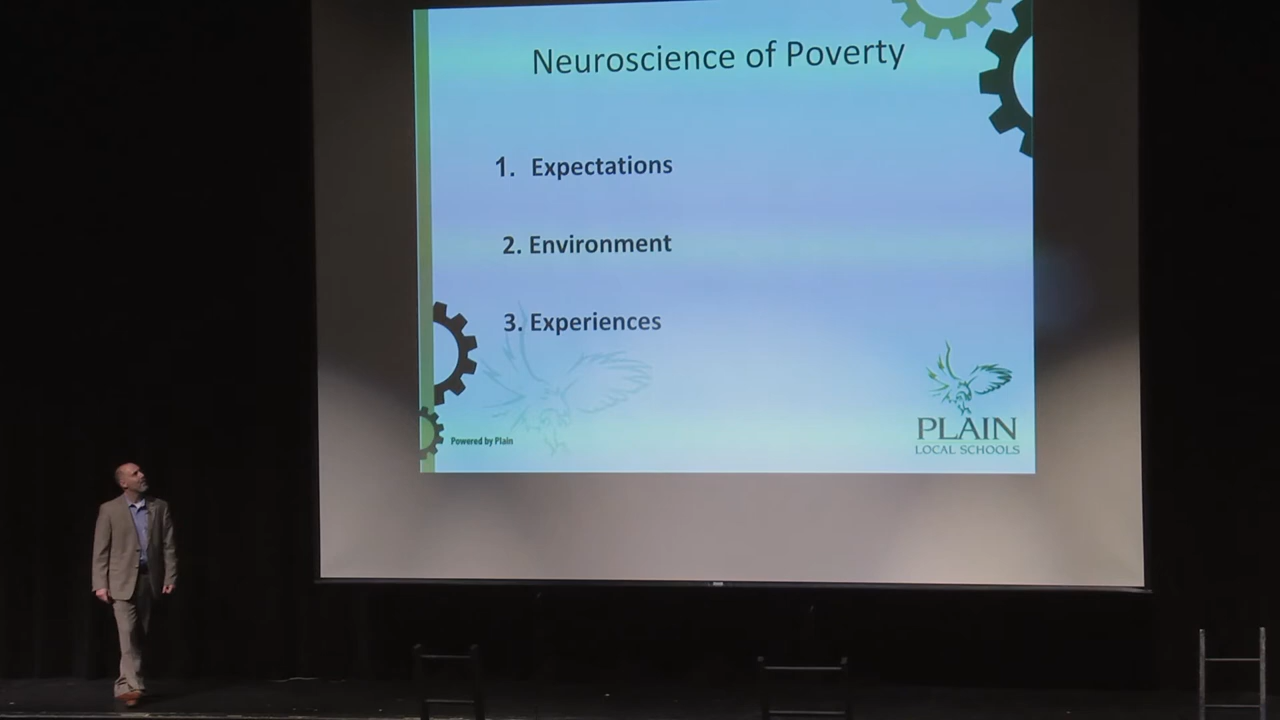 Neuroscience of Poverty
1. Expectations
2. Environment
3. Experiences
Powered by Plain
PLAIN
LOCAL SCHOOLS